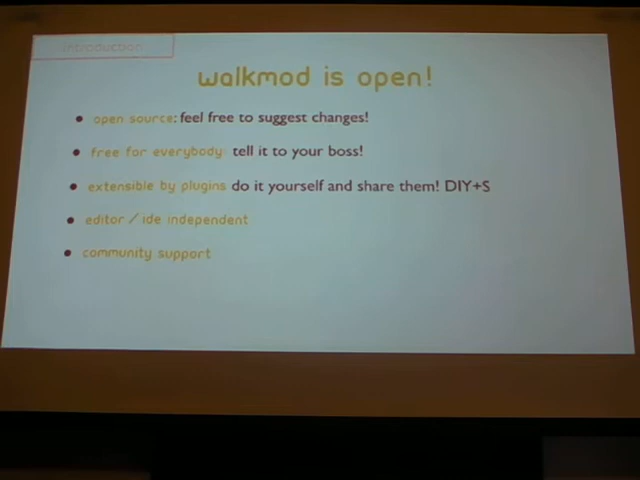 introduction
walkmod is open!
• open source: feel free to suggest changes!
• free for everybody: tell it to your boss!
• extensible by plugins do it yourself and share them! DIY+S
• editor / ide independent
• community support